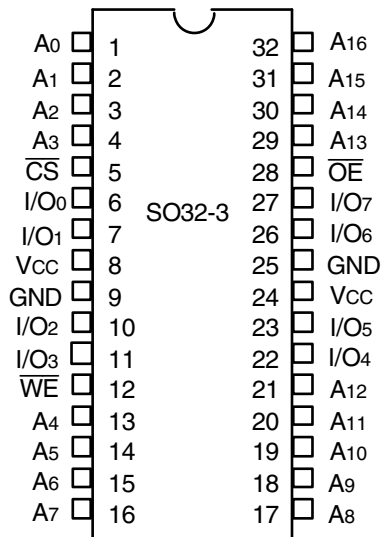 A0 1 32 A16
A1 2 31 A15
A2 3 30 A14
A3 4 29 A13
C̅S̅ 5 28 O̅E̅
I/O0 6 SO32-3 27 I/O7
I/O1 7 26 I/O6
VCC 8 25 GND
GND 9 24 VCC
I/O2 10 23 I/O5
I/O3 11 22 I/O4
W̅E̅ 12 21 A12
A4 13 20 A11
A5 14 19 A10
A6 15 18 A9
A7 16 17 A8